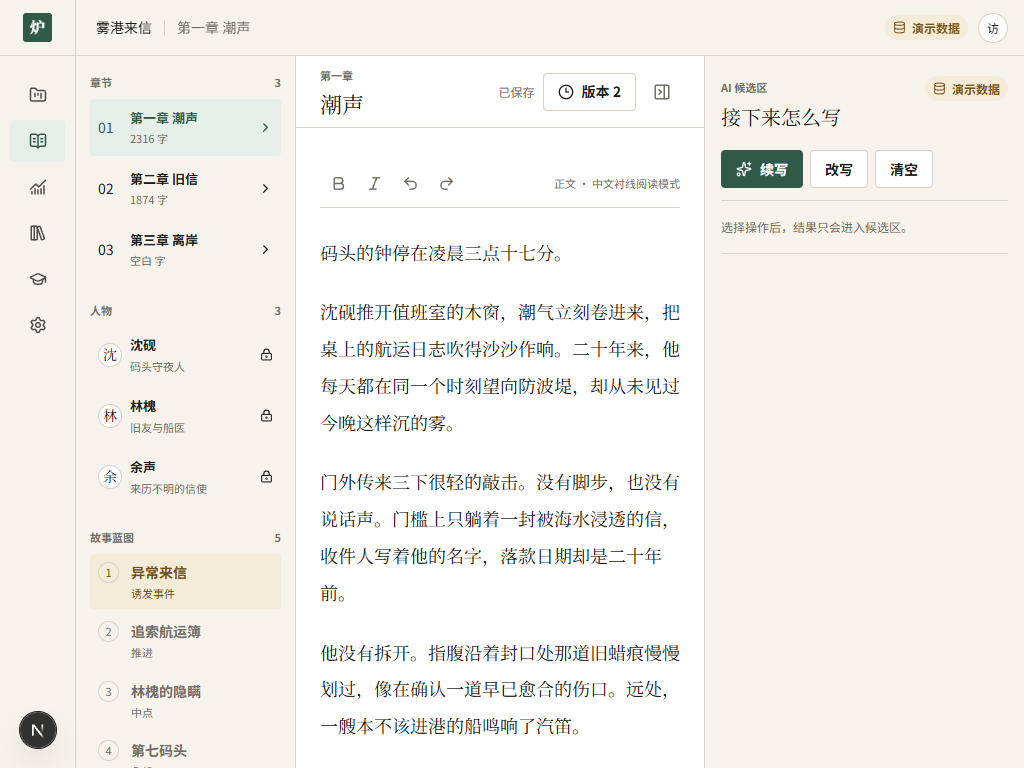 炉
雾港来信
第一章 潮声
演示数据
访
章节
3
01
第一章 潮声
2316 字
02
第二章 旧信
1874 字
03
第三章 离岸
空白 字
人物
3
沈
沈砚
码头守夜人
林
林槐
旧友与船医
余
余声
来历不明的信使
故事蓝图
5
1
异常来信
诱发事件
2
追索航运簿
推进
3
林槐的隐瞒
中点
4
第七码头
N
第一章
潮声
已保存
版本 2
B
I
正文 · 中文衬线阅读模式
码头的钟停在凌晨三点十七分。
沈砚推开值班室的木窗，潮气立刻卷进来，把
桌上的航运日志吹得沙沙作响。二十年来，他
每天都在同一个时刻望向防波堤，却从未见过
今晚这样沉的雾。
门外传来三下很轻的敲击。没有脚步，也没有
说话声。门槛上只躺着一封被海水浸透的信，
收件人写着他的名字，落款日期却是二十年
前。
他没有拆开。指腹沿着封口处那道旧蜡痕慢慢
划过，像在确认一道早已愈合的伤口。远处，
一艘本不该进港的船鸣响了汽笛。
AI 候选区
演示数据
接下来怎么写
续写
改写
清空
选择操作后，结果只会进入候选区。